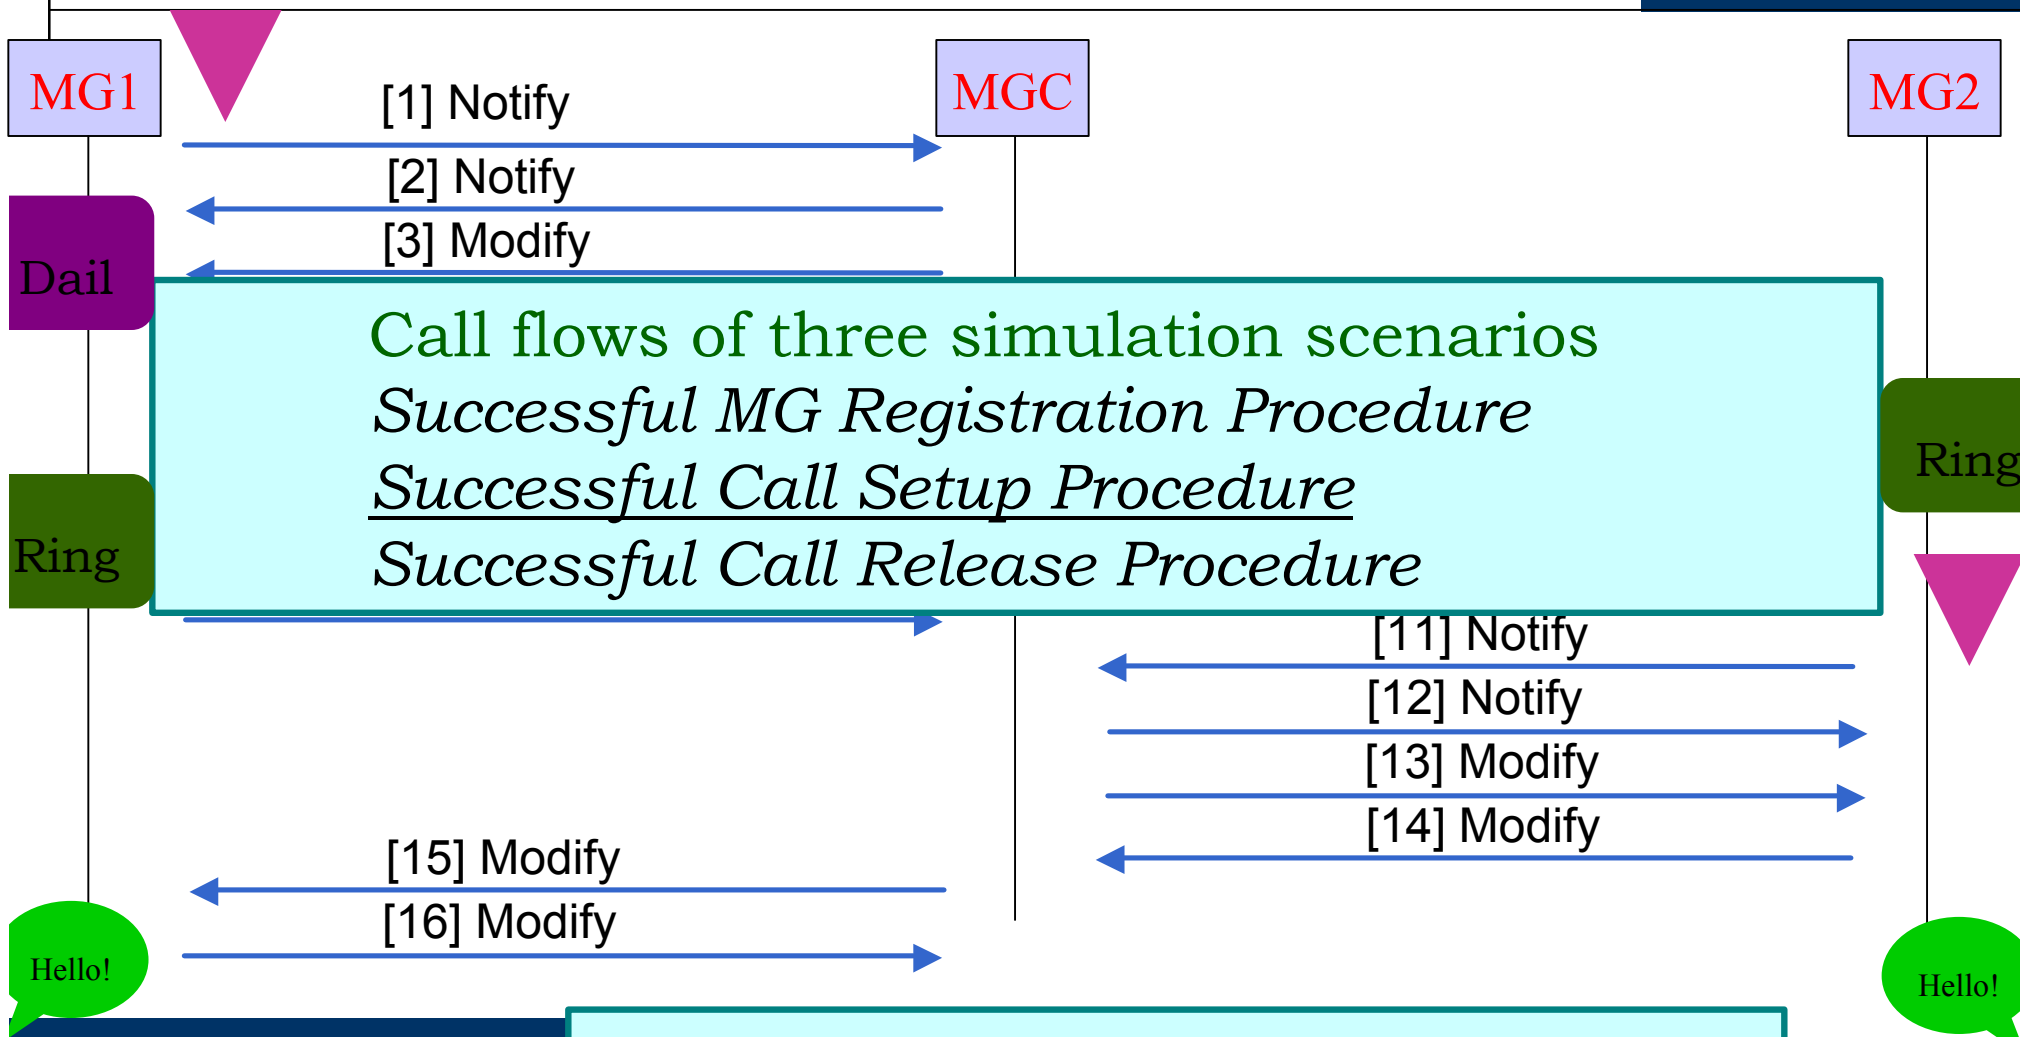 MG1
MGC
MG2
[1] Notify
[2] Notify
[3] Modify
Dail
Call flows of three simulation scenarios
Successful MG Registration Procedure
Successful Call Setup Procedure
Successful Call Release Procedure
Ring
Ring
[11] Notify
[12] Notify
[13] Modify
[14] Modify
[15] Modify
[16] Modify
Hello!
Hello!